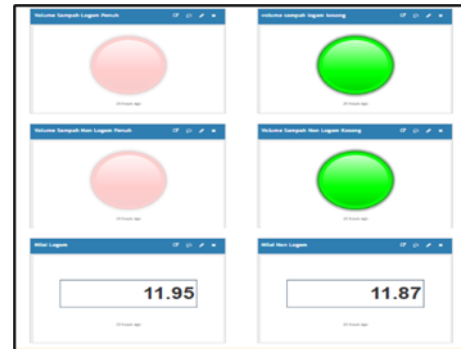 Volume Sampah Logam Penuh
volume sampah logam kosong
Volume Sampah Non Logam Penuh
Volume Sampah Non Logam Kosong
Nilai Logam
Nilai Non Logam
11.95
11.87